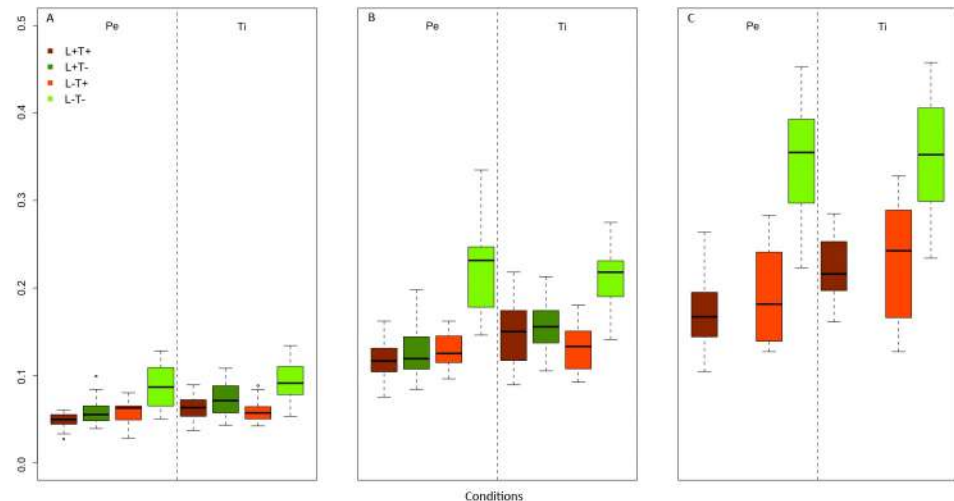 A
Pe
Ti
L+T+
L+T-
L-T+
L-T-
B
Pe
Ti
C
Pe
Ti
0.5
0.4
0.3
0.2
0.1
0.0
Conditions